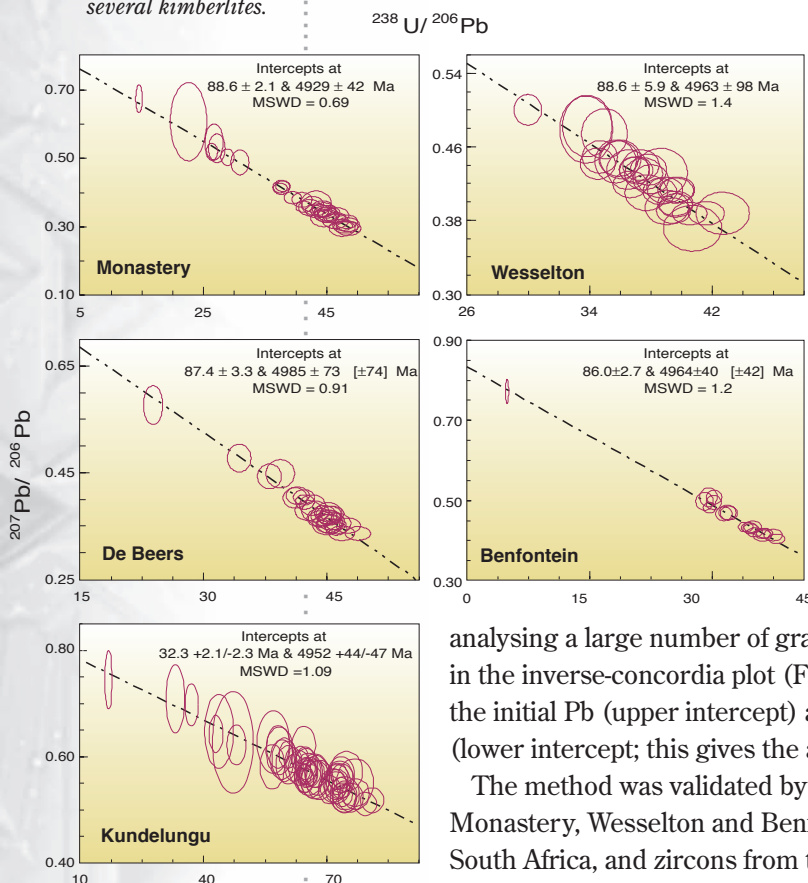 several kimberlites.
238 U/ 206 Pb
207Pb/ 206 Pb
Intercepts at
88.6 ± 2.1 & 4929 ± 42 Ma
MSWD = 0.69
0.70
0.50
0.30
0.10
Monastery
5 25 45
Intercepts at
88.6 ± 5.9 & 4963 ± 98 Ma
MSWD = 1.4
0.54
0.46
0.38
0.30
Wesselton
26 34 42
Intercepts at
87.4 ± 3.3 & 4985 ± 73 [±74] Ma
MSWD = 0.91
0.65
0.45
0.25
De Beers
15 30 45
Intercepts at
86.0±2.7 & 4964±40 [±42] Ma
MSWD = 1.2
0.90
0.70
0.50
0.30
Benfontein
0 15 30 45
Intercepts at
32.3 +2.1/-2.3 Ma & 4952 +44/-47 Ma
MSWD =1.09
0.80
0.60
0.40
Kundelungu
10 40 70
analysing a large number of gra
in the inverse-concordia plot (F
the initial Pb (upper intercept) a
(lower intercept; this gives the a
The method was validated by
Monastery, Wesselton and Benf
South Africa, and zircons from t